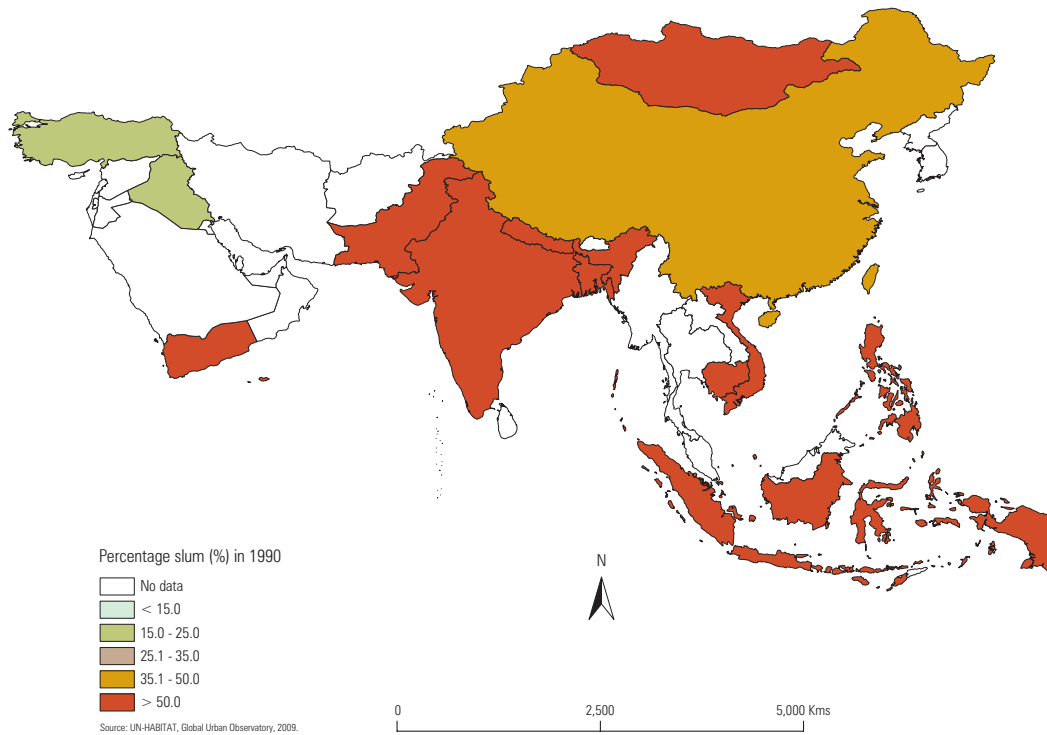 Percentage slum (%) in 1990
No data
< 15.0
15.0 - 25.0
25.1 - 35.0
35.1 - 50.0
> 50.0
Source: UN-HABITAT, Global Urban Observatory, 2009.
N
0 2,500 5,000 Kms